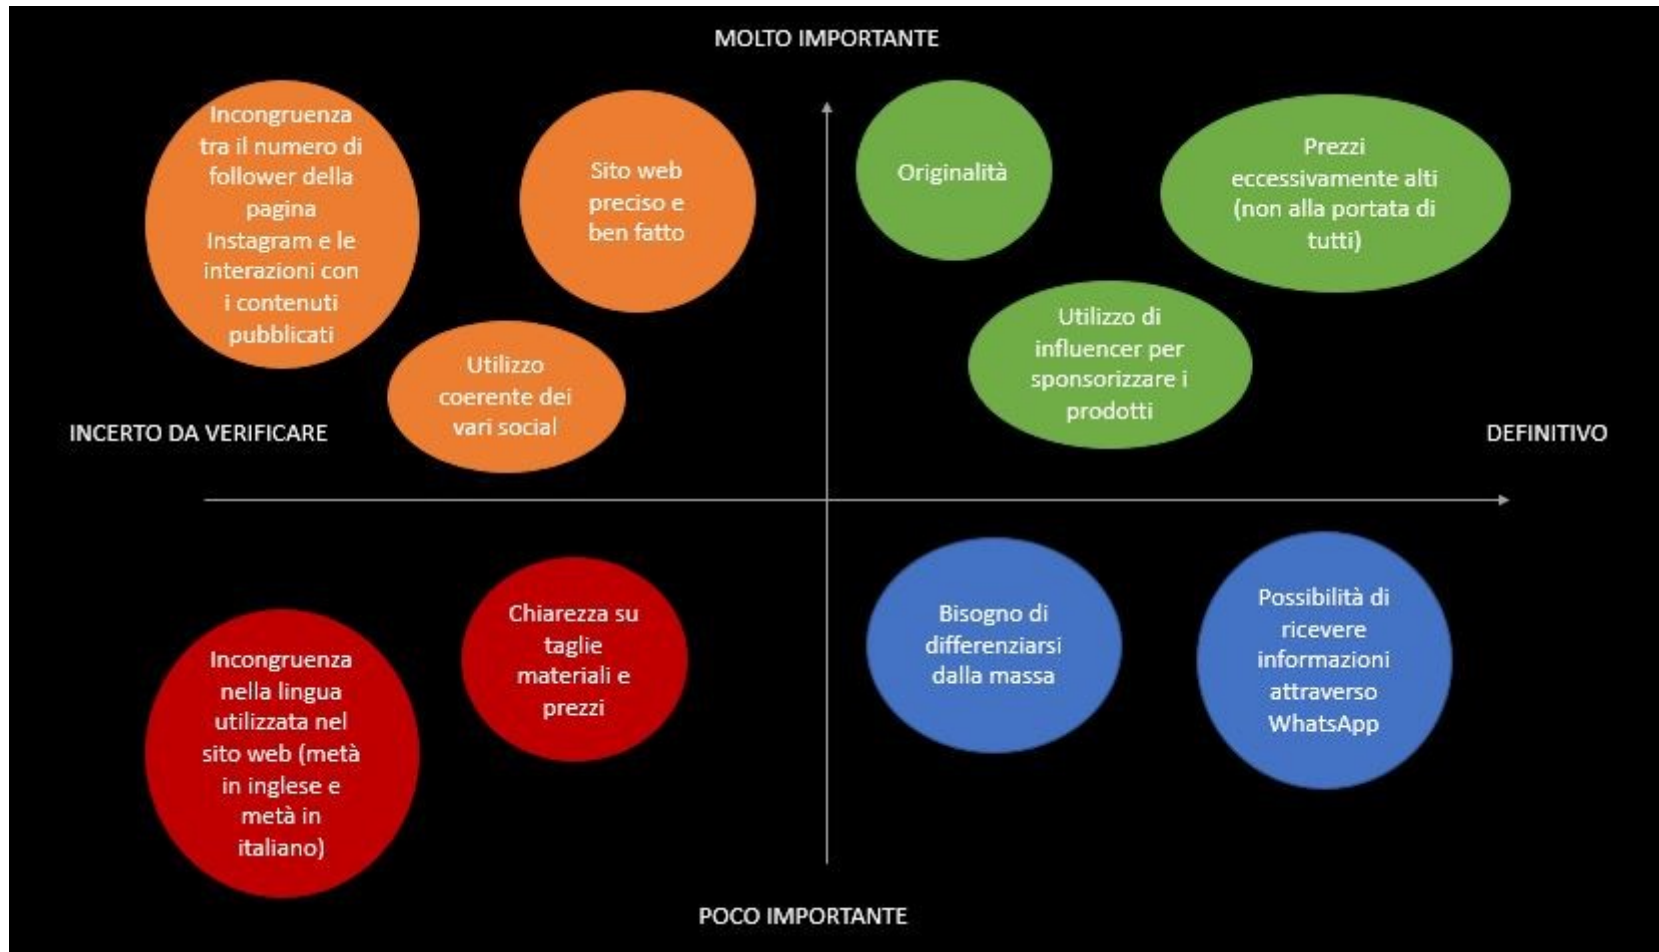 MOLTO IMPORTANTE
Incongruenza
tra il numero di
follower della
pagina
Instagram e le
interazioni con
i contenuti
pubblicati
Sito web
preciso e
ben fatto
Originalità
Prezzi
eccessivamente alti
(non alla portata di
tutti)
Utilizzo
coerente dei
vari social
Utilizzo di
influencer per
sponsorizzare i
prodotti
INCERTO DA VERIFICARE
DEFINITIVO
Incongruenza
nella lingua
utilizzata nel
sito web (metà
in inglese e
metà in
italiano)
Chiarezza su
taglie
materiali e
prezzi
Bisogno di
differenziarsi
dalla massa
Possibilità di
ricevere
informazioni
attraverso
WhatsApp
POCO IMPORTANTE